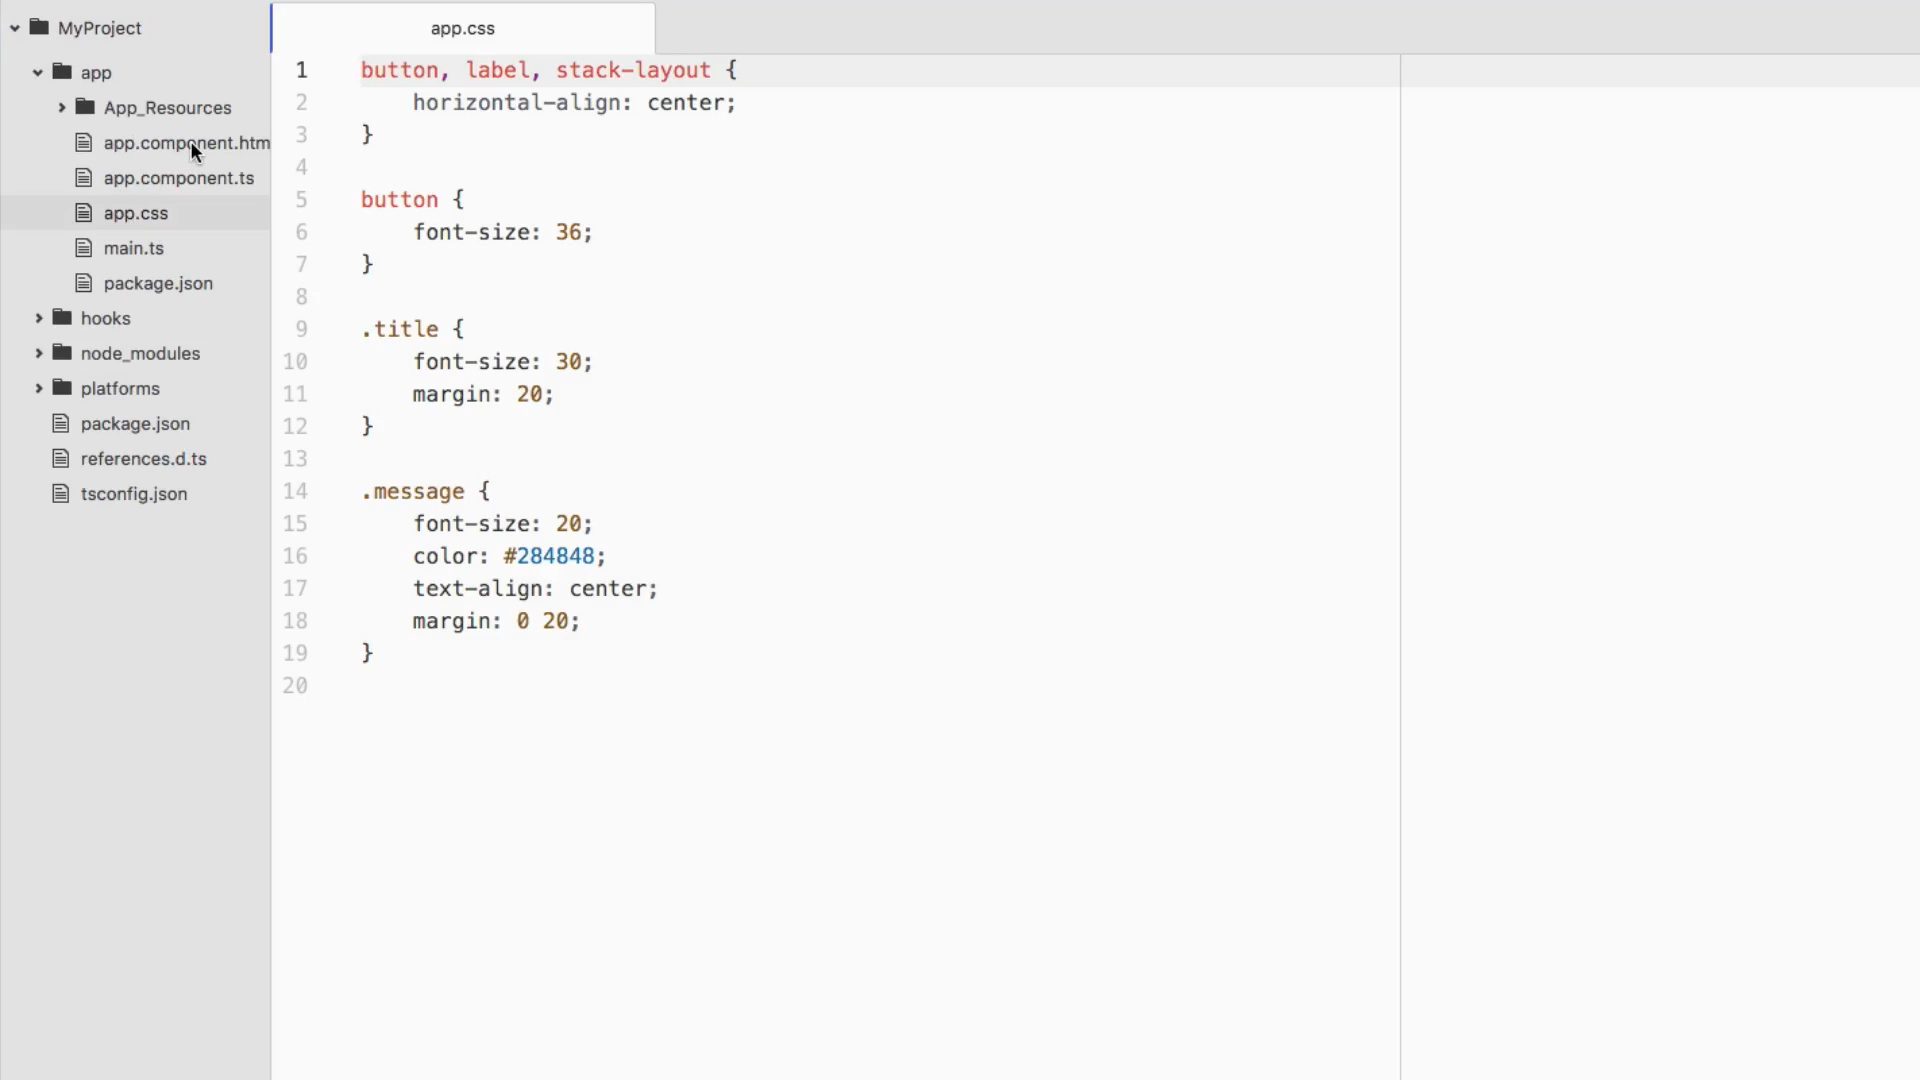 MyProject
app
App_Resources
app.component.htm
app.component.ts
app.css
main.ts
package.json
hooks
node_modules
platforms
package.json
references.d.ts
tsconfig.json
app.css
1 button, label, stack-layout {
2 horizontal-align: center;
3 }
4
5 button {
6 font-size: 36;
7 }
8
9 .title {
10 font-size: 30;
11 margin: 20;
12 }
13
14 .message {
15 font-size: 20;
16 color: #284848;
17 text-align: center;
18 margin: 0 20;
19 }
20